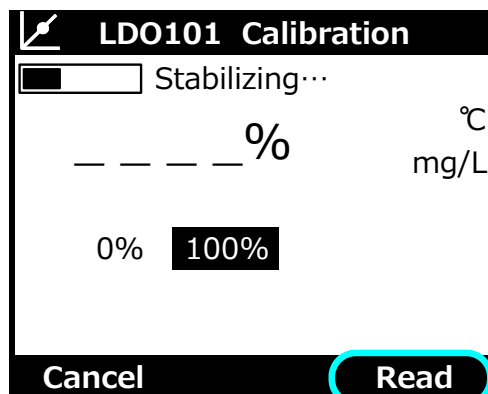 LDO101 Calibration
Stabilizing···
_ _ _ _%
℃
mg/L
0% 100%
Cancel Read